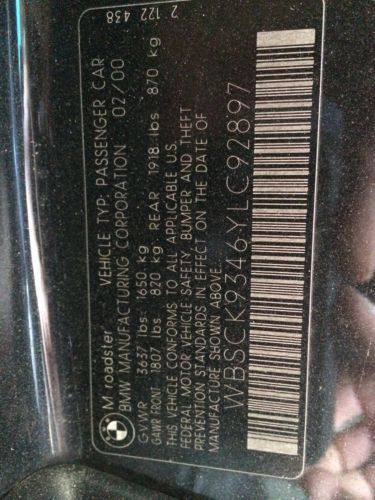 M roadster VEHICLE TYP: PASSENGER CAR
BMW MANUFACTURING CORPORATION 02/00
GVWR 3637 lbs 1650 kg
GAWR FRONT 1807 lbs 820 kg REAR 1918 lbs 870 kg
THIS VEHICLE CONFORMS TO ALL APPLICABLE U.S.
FEDERAL MOTOR VEHICLE SAFETY, BUMPER AND THEFT
PREVENTION STANDARDS IN EFFECT ON THE DATE OF
MANUFACTURE SHOWN ABOVE.
WBSCK9346YLC92897
2 122 438